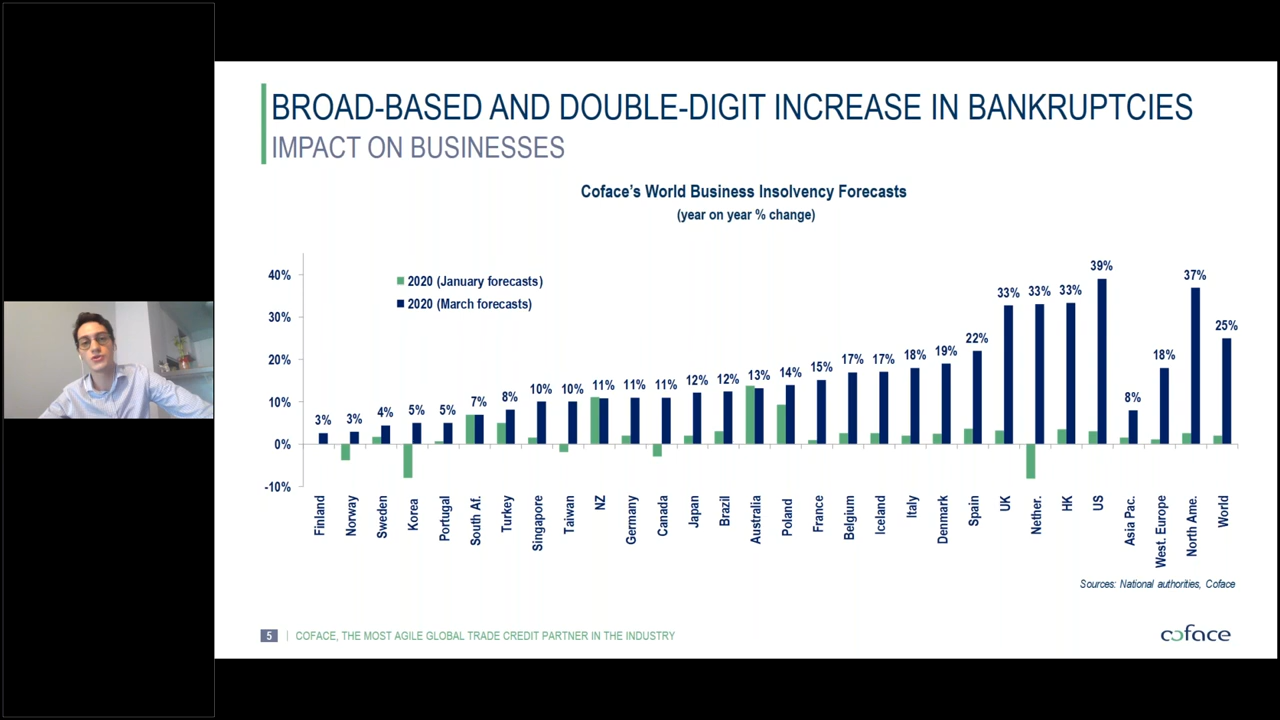 BROAD-BASED AND DOUBLE-DIGIT INCREASE IN BANKRUPTCIES
IMPACT ON BUSINESSES
Coface's World Business Insolvency Forecasts
(year on year % change)
2020 (January forecasts)
2020 (March forecasts)
40%
30%
20%
10%
0%
-10%
3%
3%
4%
5%
5%
7%
8%
10%
10%
11%
11%
11%
12%
12%
13%
14%
15%
17%
17%
18%
19%
22%
33%
33%
33%
39%
8%
18%
37%
25%
Finland
Norway
Sweden
Korea
Portugal
South Af.
Turkey
Singapore
Taiwan
NZ
Germany
Canada
Japan
Brazil
Australia
Poland
France
Belgium
Iceland
Italy
Denmark
Spain
UK
Nether.
HK
US
Asia Pac.
West. Europe
North Ame.
World
Sources: National authorities, Coface
5 | COFACE, THE MOST AGILE GLOBAL TRADE CREDIT PARTNER IN THE INDUSTRY
coface